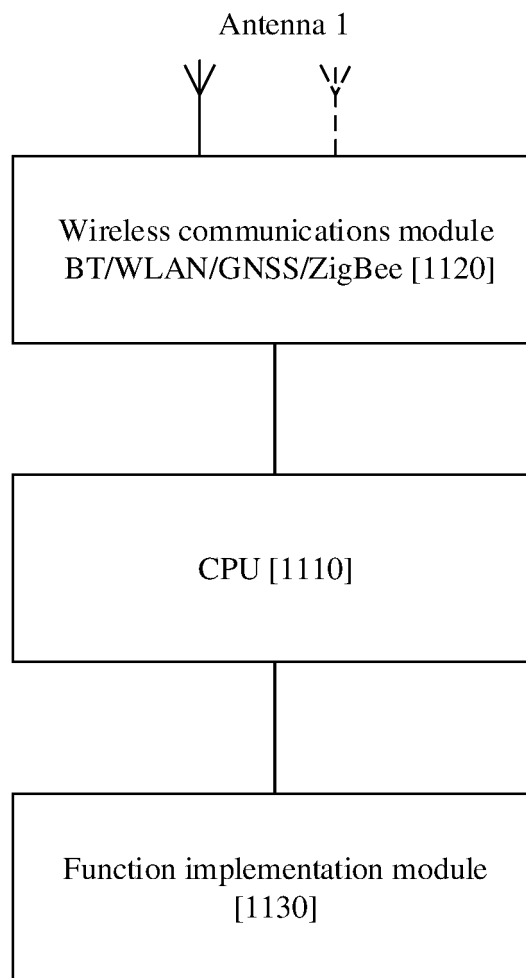 Antenna 1
Wireless communications module
BT/WLAN/GNSS/ZigBee [1120]
CPU [1110]
Function implementation module
[1130]